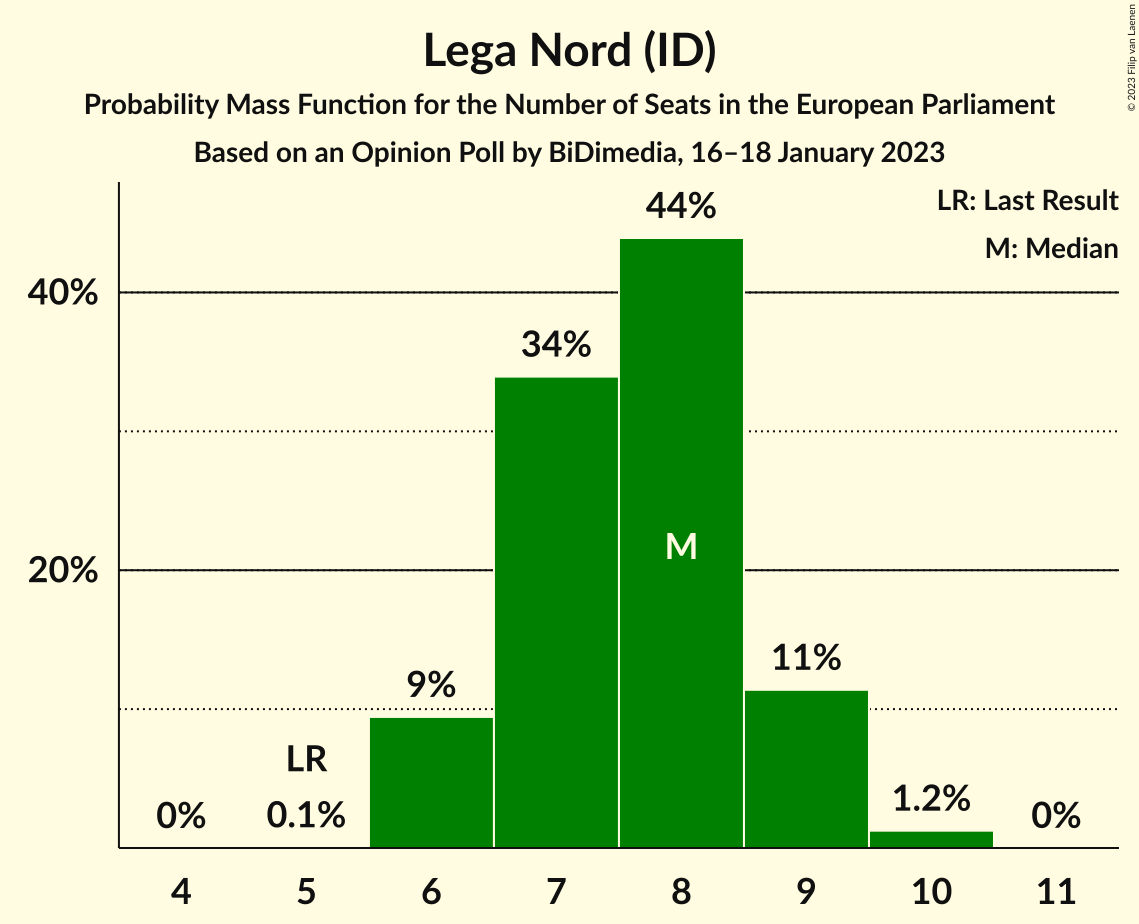 Lega Nord (ID)
Probability Mass Function for the Number of Seats in the European Parliament
Based on an Opinion Poll by BiDimedia, 16–18 January 2023
© 2023 Filip van Laenen
LR: Last Result
M: Median
40%
20%
0%
LR
0.1%
9%
34%
44%
M
11%
1.2%
0%
4 5 6 7 8 9 10 11